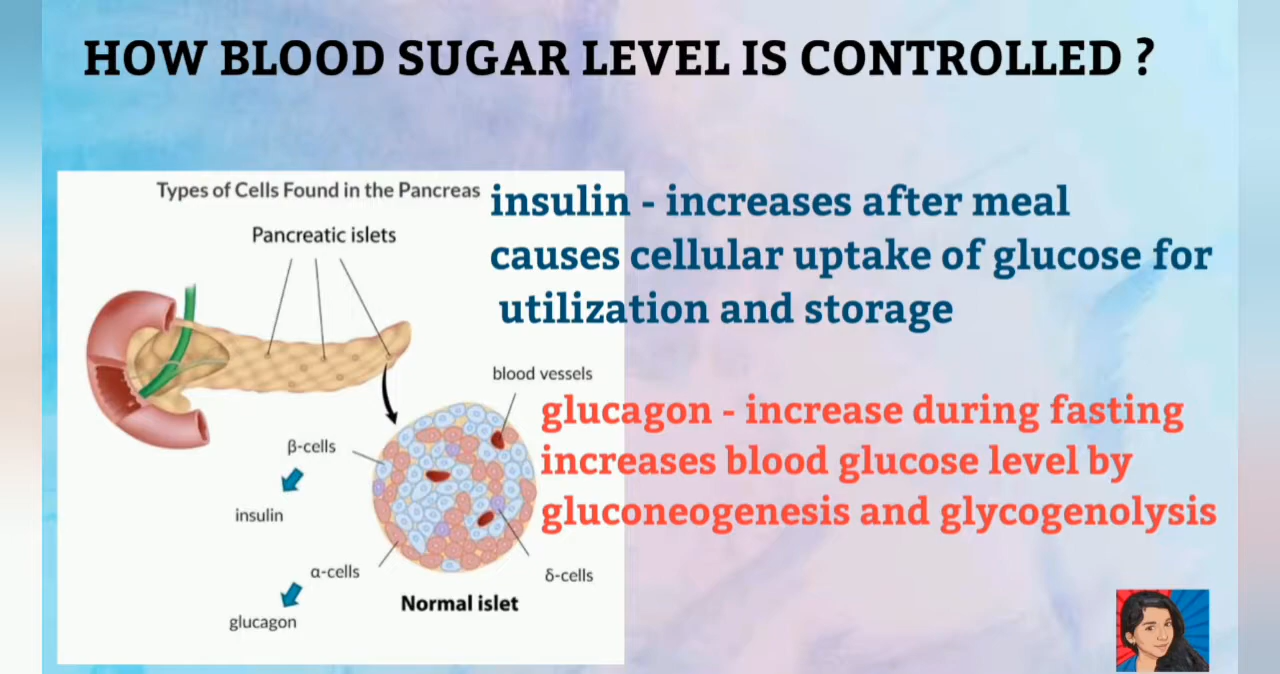 HOW BLOOD SUGAR LEVEL IS CONTROLLED ?
Types of Cells Found in the Pancreas
Pancreatic islets
insulin - increases after meal
causes cellular uptake of glucose for
utilization and storage
blood vessels
glucagon - increase during fasting
increases blood glucose level by
gluconeogenesis and glycogenolysis
β-cells
insulin
α-cells
glucagon
δ-cells
Normal islet